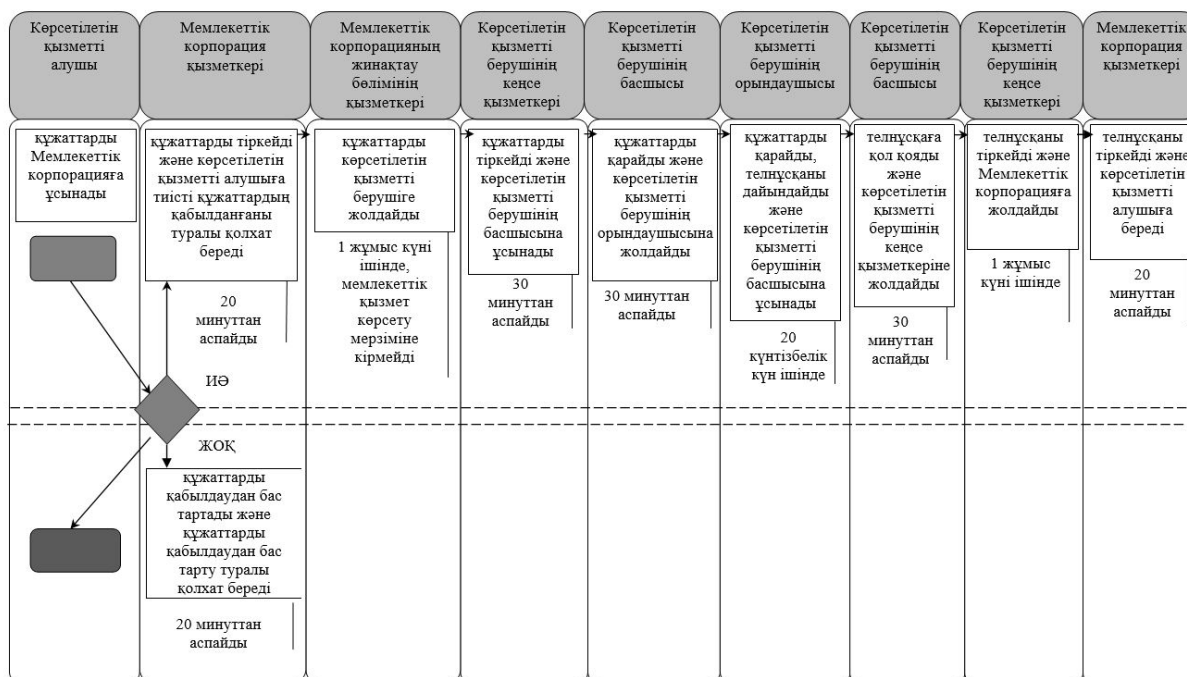 Көрсетілетін
қызметті
алушы
Мемлекеттік
корпорация
қызметкері
Мемлекеттік
корпорацияның
жинақтау
бөлімінің
қызметкері
Көрсетілетін
қызметті
берушінің
кеңсе
қызметкері
Көрсетілетін
қызметті
берушінің
басшысы
Көрсетілетін
қызметті
берушінің
орындаушысы
Көрсетілетін
қызметті
берушінің
басшысы
Көрсетілетін
қызметті
берушінің кеңсе
қызметкері
Мемлекеттік
корпорация
қызметкері
құжаттарды
Мемлекеттік
корпорацияға
ұсынады
құжаттарды тіркейді
және көрсетілетін
қызметті алушыға
тиісті құжаттардың
қабылданғаны
туралы қолхат
береді
20
минуттан
аспайды
құжаттарды
көрсетілетін
қызметті
берушіге
жолдайды
1 жұмыс күні
ішінде,
мемлекеттік
қызмет
көрсету
мерзіміне
кірмейді
құжаттарды
тіркейді және
көрсетілетін
қызметті
берушінің
басшысына
ұсынады
30
минуттан
аспайды
құжаттарды
қарайды және
көрсетілетін
қызметті
берушінің
орындаушысына
жолдайды
30 минуттан
аспайды
құжаттарды
қарайды,
телнұсқаны
дайындайды
және
көрсетілетін
қызметті
берушінің
басшысына
ұсынады
20
күнтізбелік
күн ішінде
телнұсқаға
қол қояды
және
көрсетілетін
қызметті
берушінің
кеңсе
қызметкеріне
жолдайды
30
минуттан
аспайды
телнұсқаны
тіркейді және
Мемлекеттік
корпорацияға
жолдайды
1 жұмыс
күні ішінде
телнұсқаны
тіркейді және
көрсетілетін
қызметті
алушыға
береді
20
минуттан
аспайды
ИӘ
ЖОҚ
құжаттарды
қабылдаудан бас
тартады және
құжаттарды
қабылдаудан бас
тарту туралы
қолхат береді
20 минуттан
аспайды